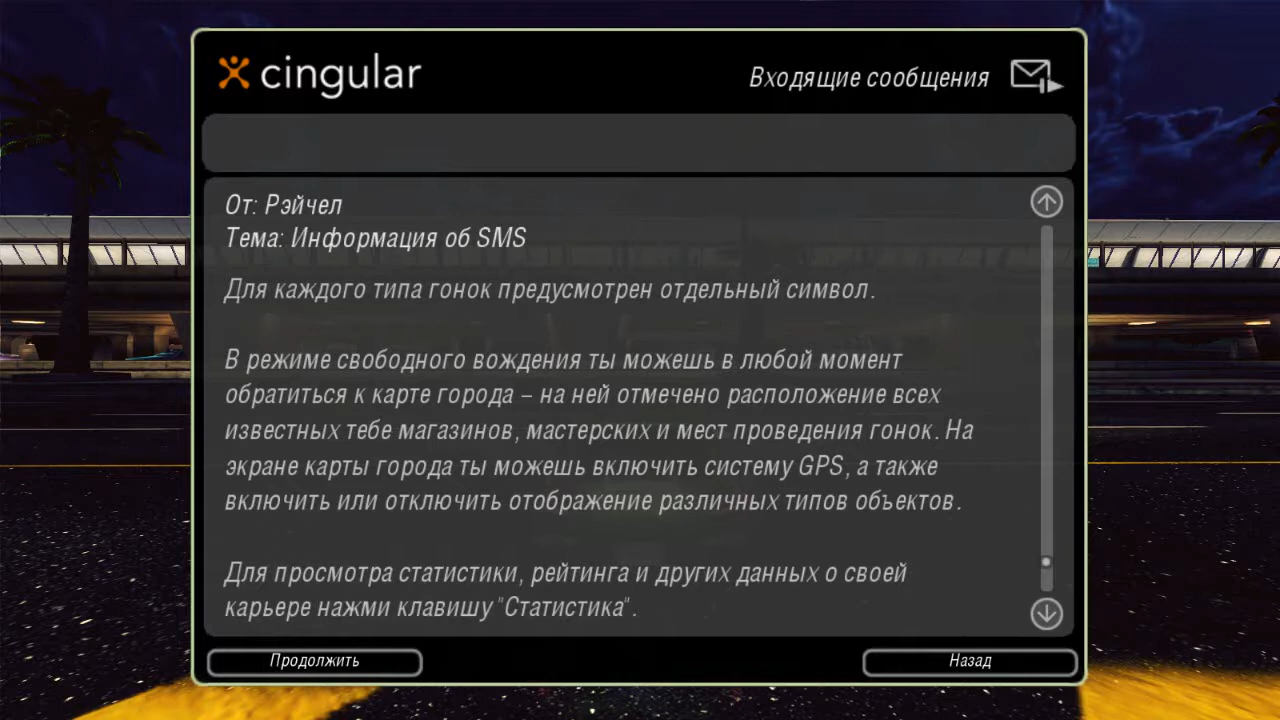 cingular
Входящие сообщения
От: Рэйчел
Тема: Информация об SMS
Для каждого типа гонок предусмотрен отдельный символ.
В режиме свободного вождения ты можешь в любой момент
обратиться к карте города – на ней отмечено расположение всех
известных тебе магазинов, мастерских и мест проведения гонок. На
экране карты города ты можешь включить систему GPS, а также
включить или отключить отображение различных типов объектов.
Для просмотра статистики, рейтинга и других данных о своей
карьере нажми клавишу "Статистика".
Продолжить
Назад